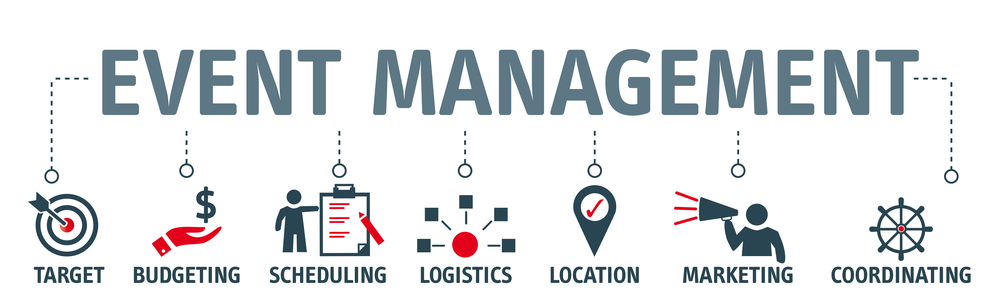 EVENT MANAGEMENT
$
TARGET
BUDGETING
SCHEDULING
LOGISTICS
LOCATION
MARKETING
COORDINATING